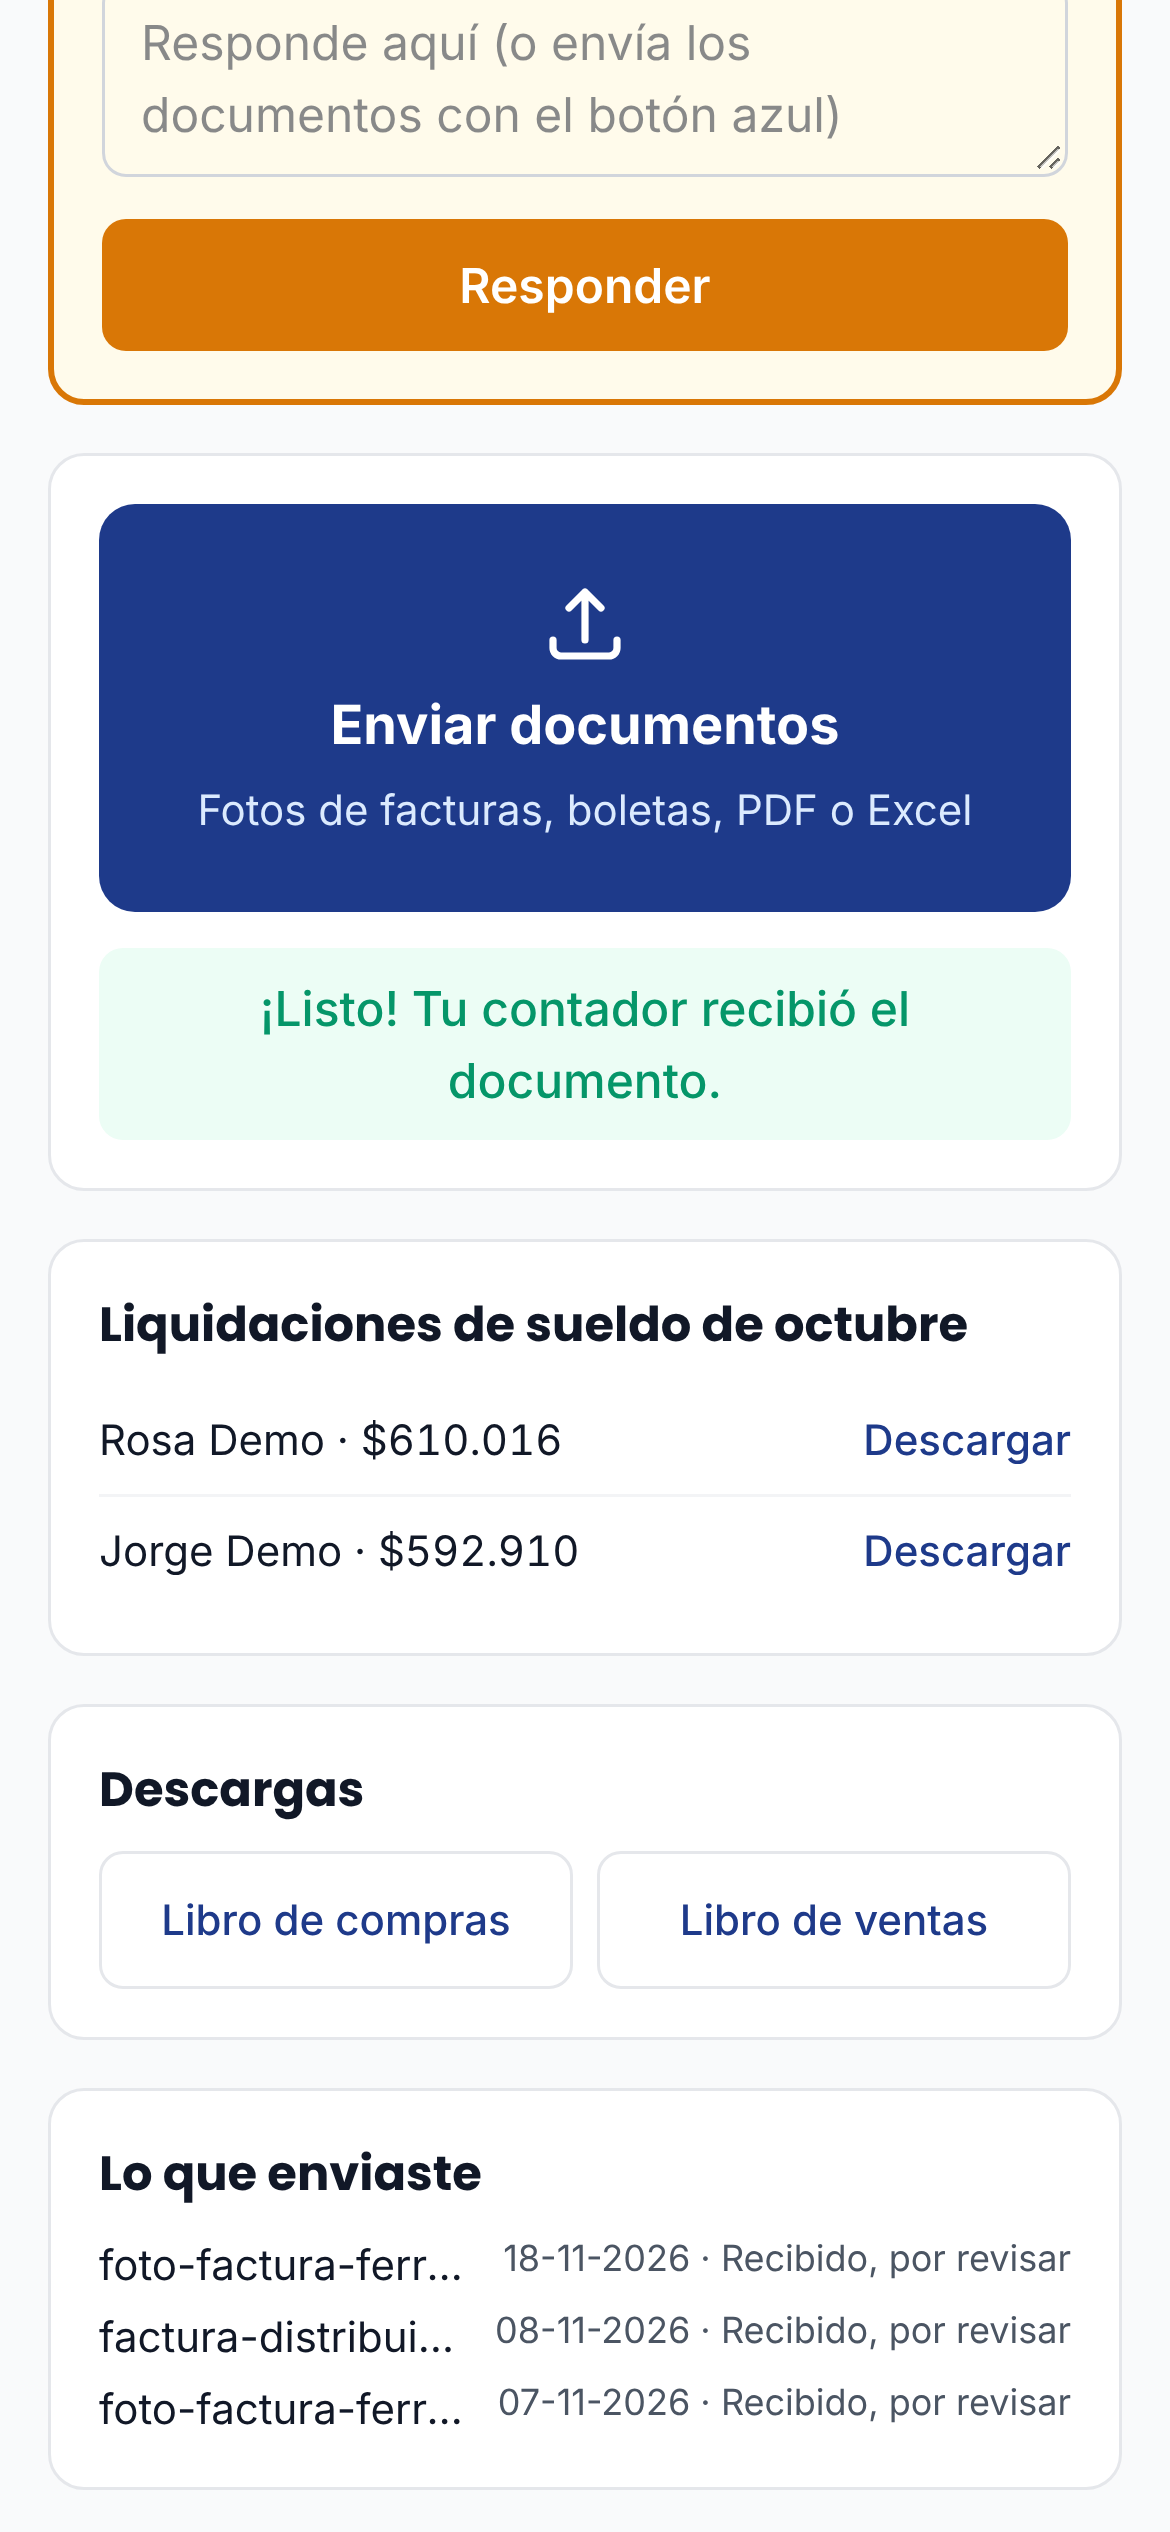 Responde aquí (o envía los
documentos con el botón azul)
Responder
Enviar documentos
Fotos de facturas, boletas, PDF o Excel
¡Listo! Tu contador recibió el
documento.
Liquidaciones de sueldo de octubre
Rosa Demo · $610.016 Descargar
Jorge Demo · $592.910 Descargar
Descargas
Libro de compras Libro de ventas
Lo que enviaste
foto-factura-ferr... 18-11-2026 · Recibido, por revisar
factura-distribui... 08-11-2026 · Recibido, por revisar
foto-factura-ferr... 07-11-2026 · Recibido, por revisar